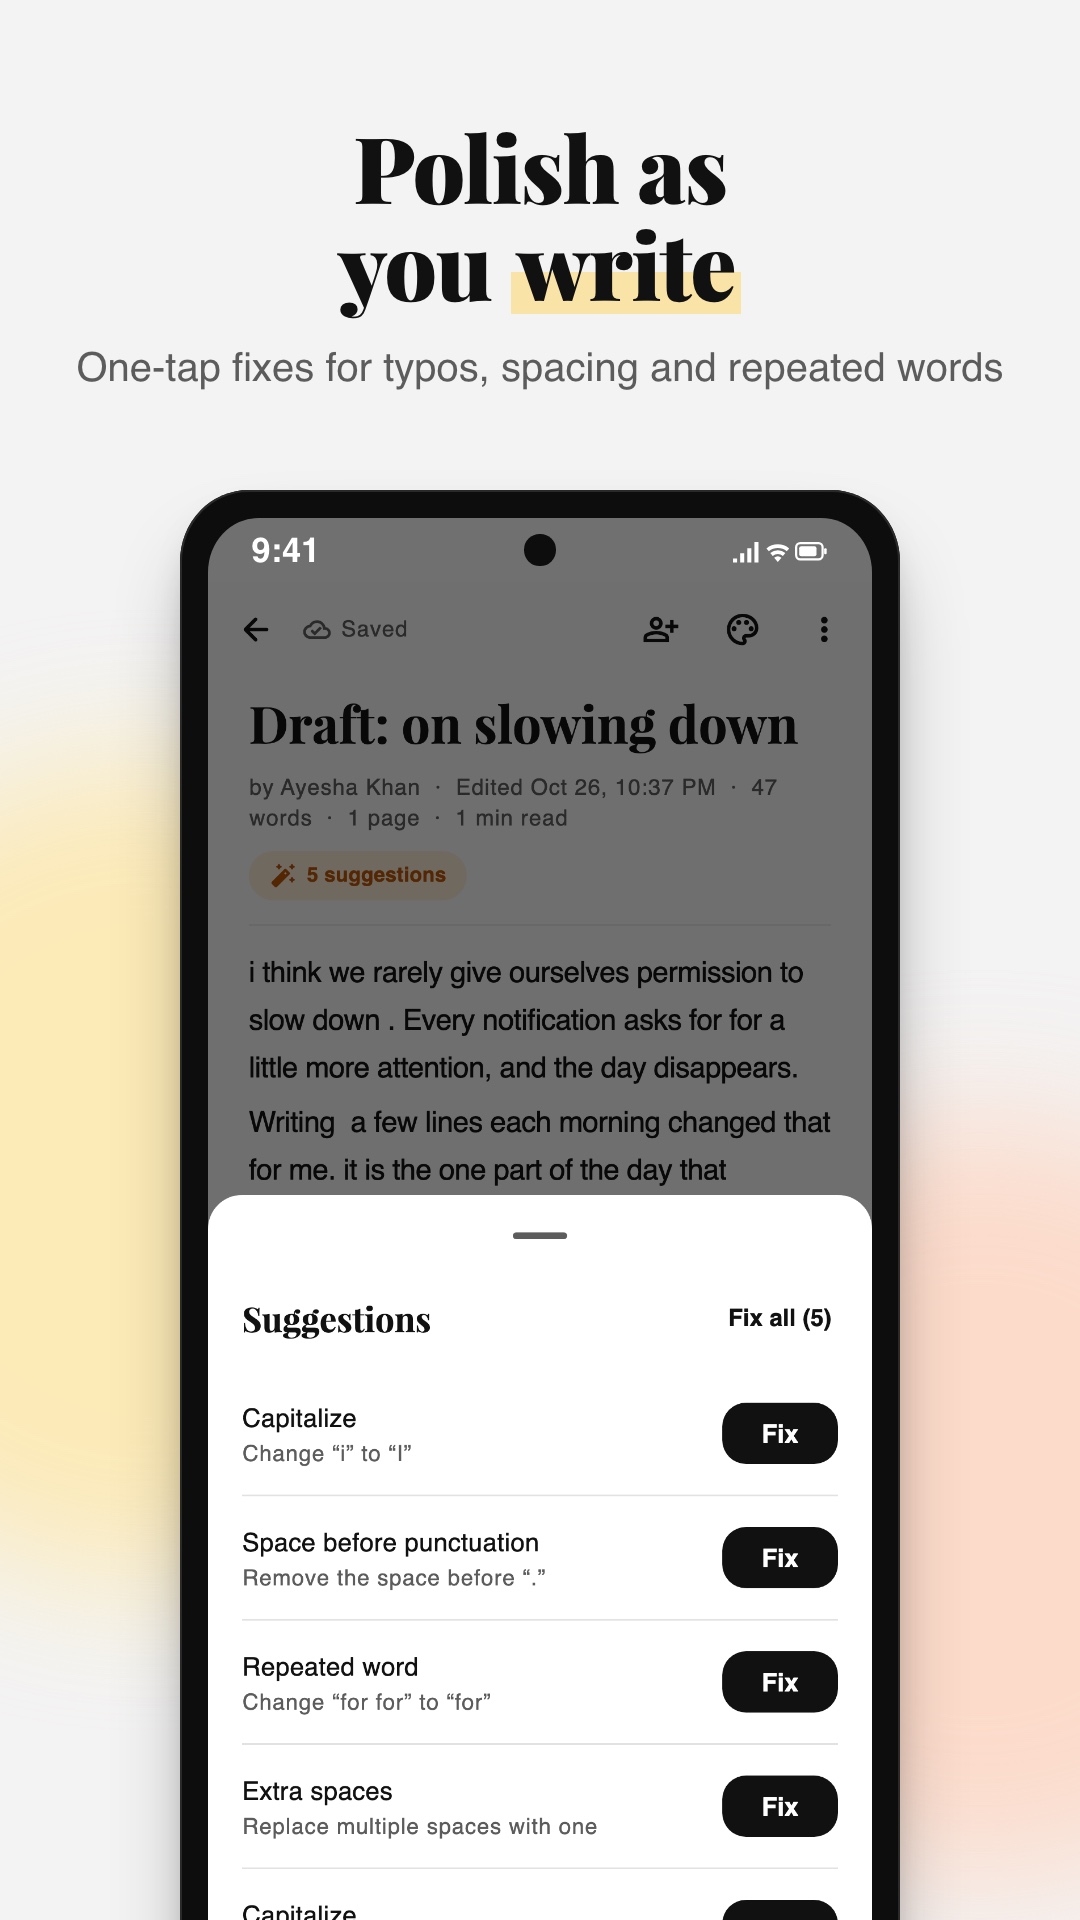 Polish as
you write
One-tap fixes for typos, spacing and repeated words
9:41
Saved
Draft: on slowing down
by Ayesha Khan · Edited Oct 26, 10:37 PM · 47
words · 1 page · 1 min read
5 suggestions
i think we rarely give ourselves permission to
slow down . Every notification asks for for a
little more attention, and the day disappears.
Writing  a few lines each morning changed that
for me. it is the one part of the day that
Suggestions
Fix all (5)
Capitalize
Change “i” to “I”
Fix
Space before punctuation
Remove the space before “.”
Fix
Repeated word
Change “for for” to “for”
Fix
Extra spaces
Replace multiple spaces with one
Fix
Capitalize